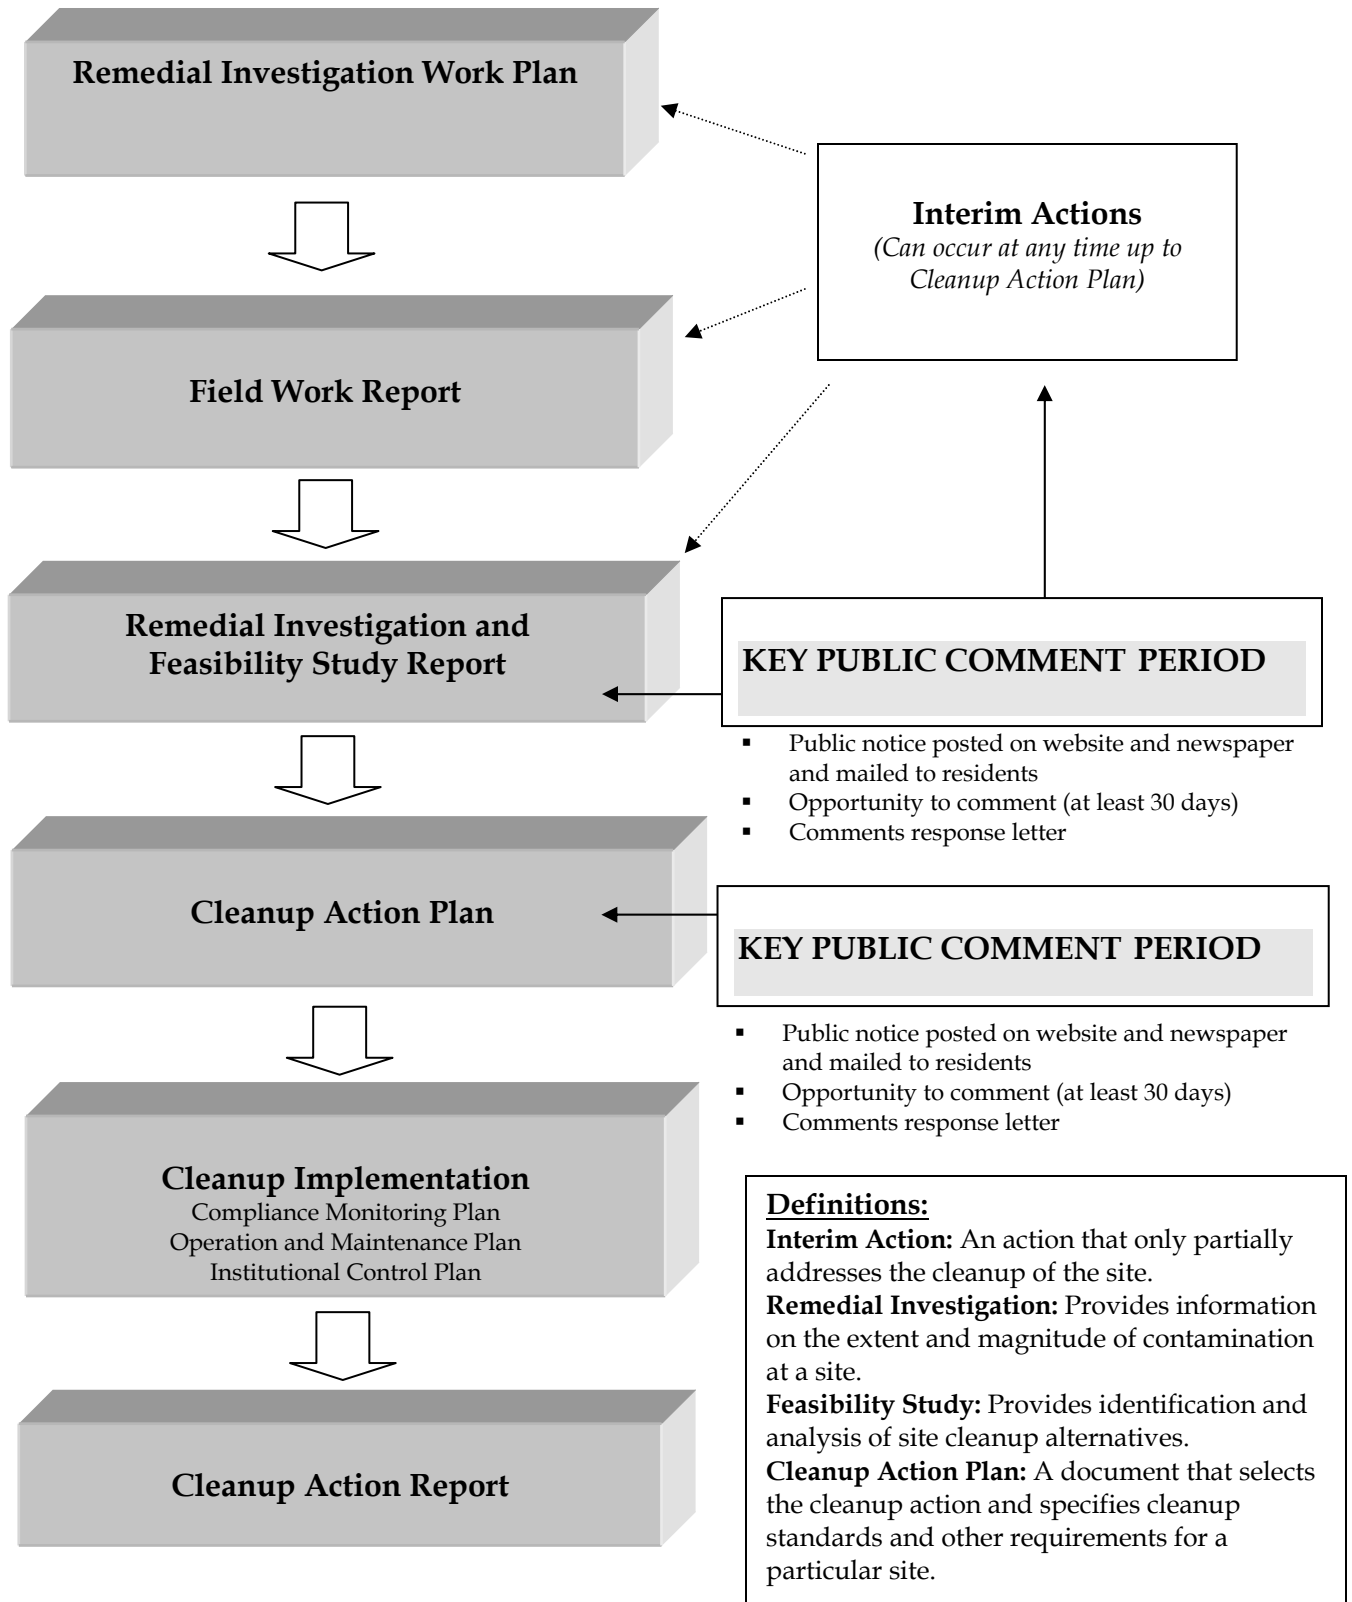 Remedial Investigation Work Plan
Interim Actions
(Can occur at any time up to
Cleanup Action Plan)
Field Work Report
Remedial Investigation and
Feasibility Study Report
KEY PUBLIC COMMENT PERIOD
▪ Public notice posted on website and newspaper
and mailed to residents
▪ Opportunity to comment (at least 30 days)
▪ Comments response letter
Cleanup Action Plan
KEY PUBLIC COMMENT PERIOD
▪ Public notice posted on website and newspaper
and mailed to residents
▪ Opportunity to comment (at least 30 days)
▪ Comments response letter
Cleanup Implementation
Compliance Monitoring Plan
Operation and Maintenance Plan
Institutional Control Plan
Cleanup Action Report
Definitions:
Interim Action: An action that only partially
addresses the cleanup of the site.
Remedial Investigation: Provides information
on the extent and magnitude of contamination
at a site.
Feasibility Study: Provides identification and
analysis of site cleanup alternatives.
Cleanup Action Plan: A document that selects
the cleanup action and specifies cleanup
standards and other requirements for a
particular site.